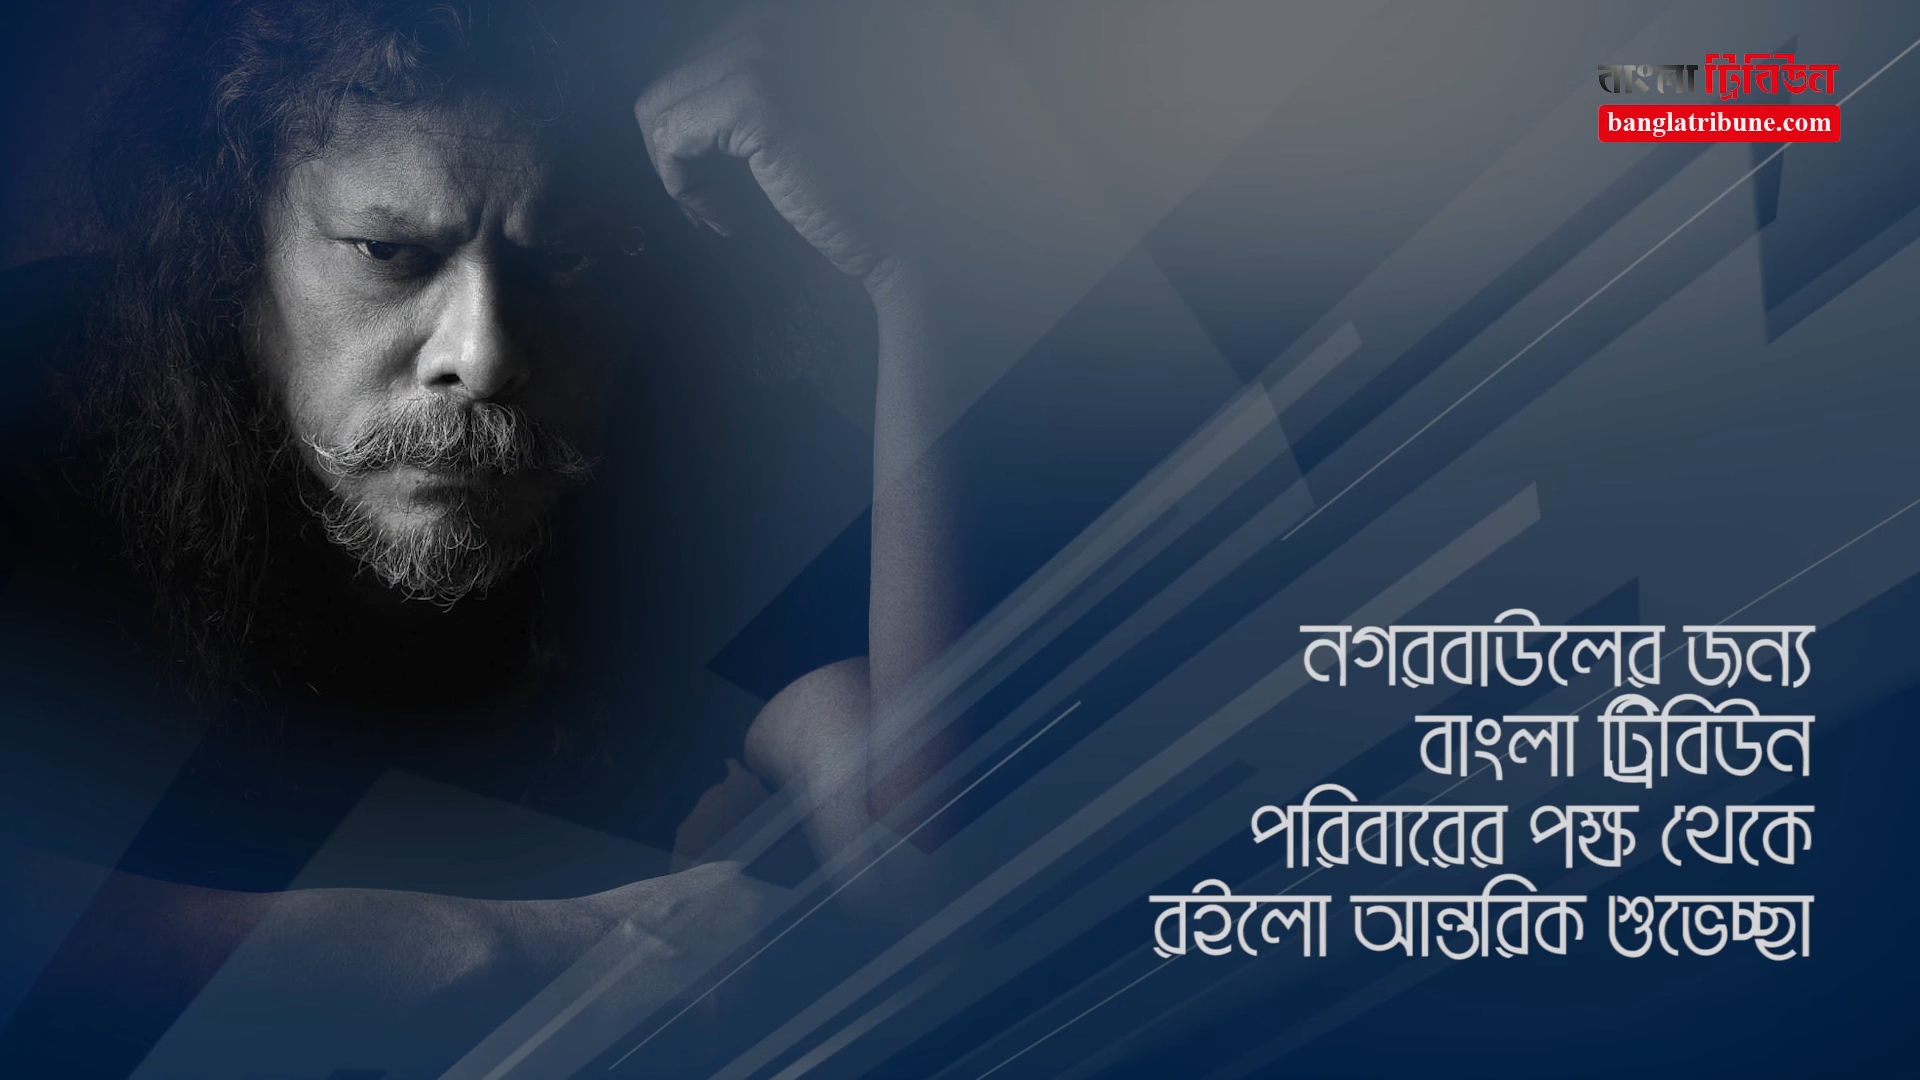 বাংলা ট্রিবিউন
banglatribune.com
নগরবাউলের জন্য
বাংলা ট্রিবিউন
পরিবারের পক্ষ থেকে
রইলো আন্তরিক শুভেচ্ছা